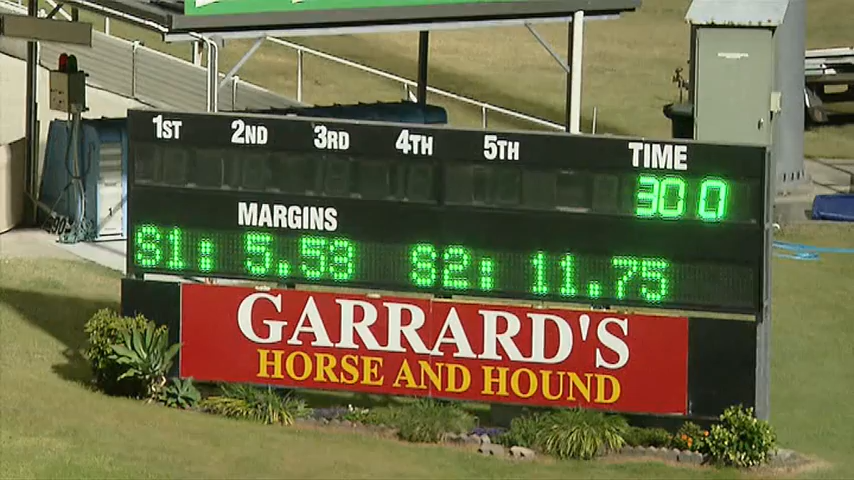 1ST 2ND 3RD 4TH 5TH TIME
30 0
MARGINS
S1: 5.53 S2: 11.75
GARRARD'S
HORSE AND HOUND